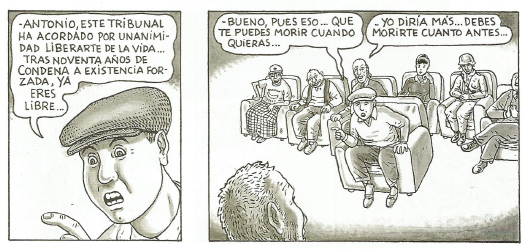 -ANTONIO, ESTE TRIBUNAL
HA ACORDADO POR UNANIMI-
DAD LIBERARTE DE LA VIDA...
TRAS NOVENTA AÑOS DE
CONDENA A EXISTENCIA FOR-
ZADA, YA
ERES
LIBRE...
-BUENO, PUES ESO... QUE
TE PUEDES MORIR CUANDO
QUIERAS...
- YO DIRÍA MÁS... DEBES
MORIRTE CUANTO ANTES...